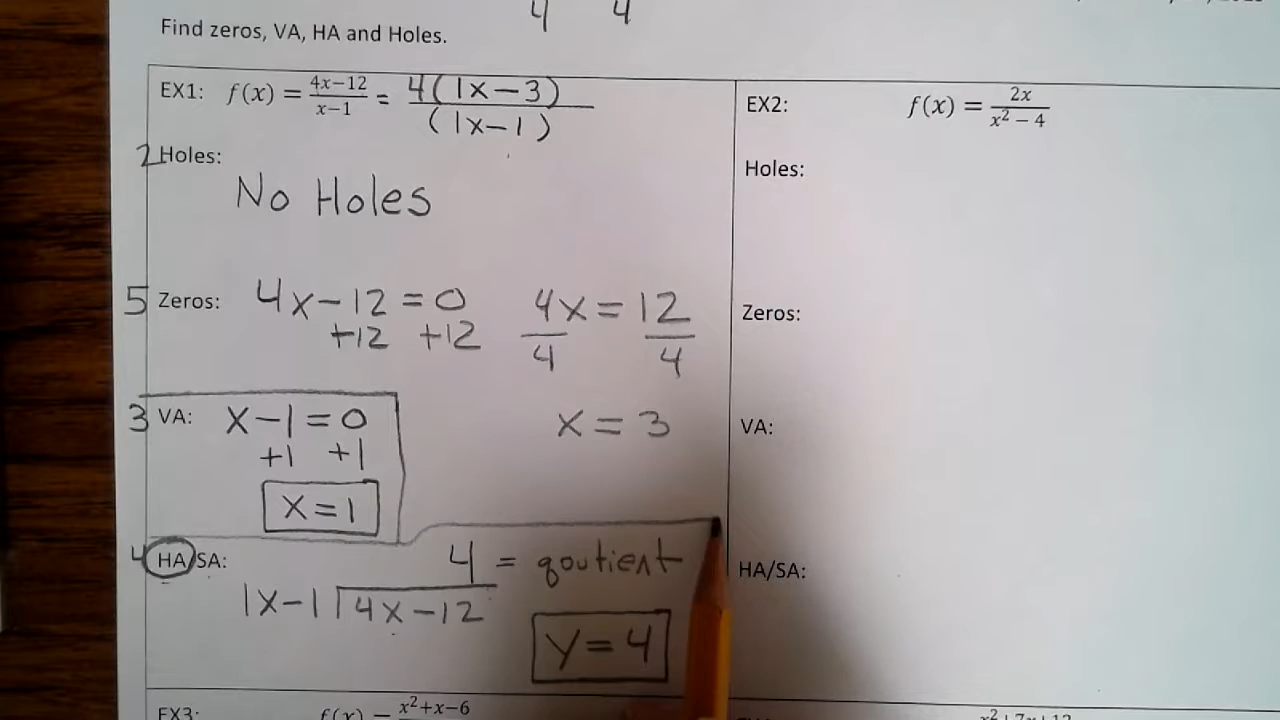 4 4
Find zeros, VA, HA and Holes.
EX1: f(x) = 4x−12/x−1 = 4(1x−3)/(1x−1)
2 Holes:
No Holes
5 Zeros: 4x−12=0 4x=12
+12 +12 4 4
x=3
3 VA: x−1=0
+1 +1
x=1
4 HA/SA: 4 = qoutient
1x−1 4x−12
y=4
EX2: f(x) = 2x/x² − 4
Holes:
Zeros:
VA:
HA/SA:
EX3: f(x) = x²+x−6
x²+7x+12